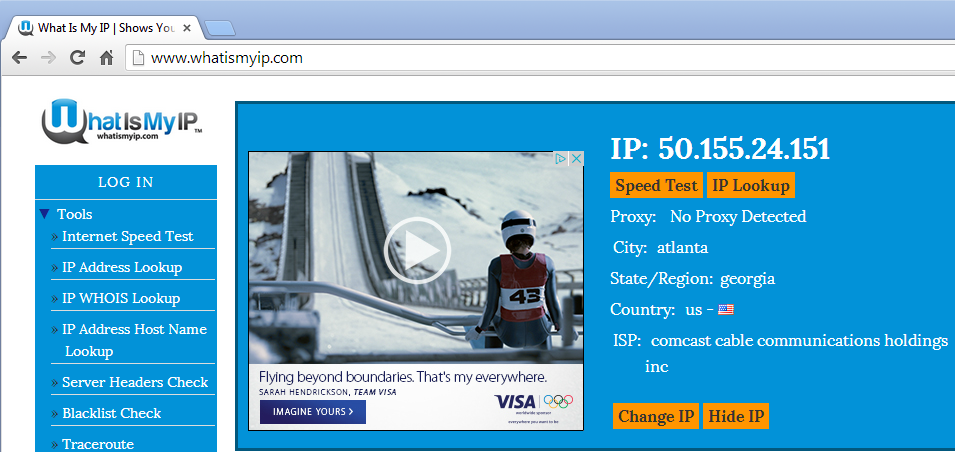 What Is My IP | Shows You
www.whatismyip.com
WhatIsMyIP™
whatismyip.com
LOG IN
Tools
» Internet Speed Test
» IP Address Lookup
» IP WHOIS Lookup
» IP Address Host Name
Lookup
» Server Headers Check
» Blacklist Check
» Traceroute
43
Flying beyond boundaries. That's my everywhere.
SARAH HENDRICKSON, TEAM VISA
IMAGINE YOURS >
VISA
worldwide sponsor
everywhere you want to be
IP: 50.155.24.151
Speed Test IP Lookup
Proxy: No Proxy Detected
City: atlanta
State/Region: georgia
Country: us -
ISP: comcast cable communications holdings
inc
Change IP Hide IP